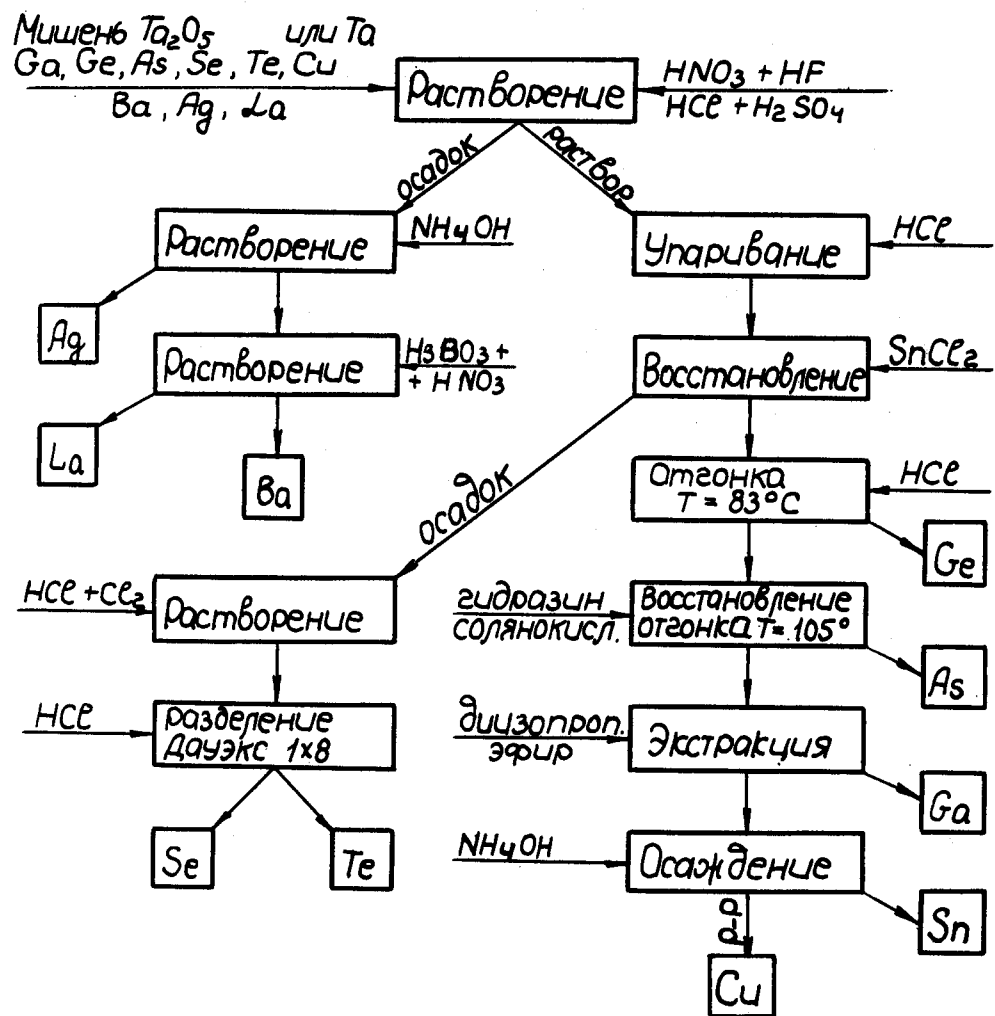 Мишень Ta₂O₅ или Ta
Ga, Ge, As, Se, Te, Cu
Ba, Ag, La
Растворение
HNO₃ + HF
HCl + H₂SO₄
осадок
раствор
Растворение
NH₄OH
Упаривание
HCl
Ag
Растворение
H₃BO₃ +
+ HNO₃
Восстановление
SnCl₂
La
Ba
осадок
Отгонка
T = 83°C
HCl
Ge
HCl + Cl₂
Растворение
гидразин
солянокисл.
Восстановление
отгонка T = 105°
As
HCl
Разделение
Дауэкс 1x8
диизопроп.
эфир
Экстракция
Ga
Se
Te
NH₄OH
Осаждение
Sn
р-р
Cu